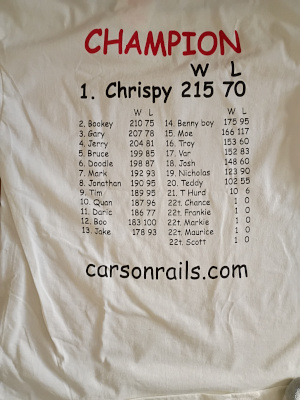 CHAMPION
W L
1. Chrispy 215 70
W L
2. Bookey 210 75
3. Gary 207 78
4. Jerry 204 81
5. Bruce 199 85
6. Doodle 198 87
7. Mark 192 93
8. Jonathan 190 95
9. Tim 189 95
10. Quan 187 96
11. Daric 186 77
12. Boo 183 100
13. Jake 178 93
W L
14. Benny boy 175 95
15. Moe 166 117
16. Troy 153 60
17. Var 152 83
18. Josh 148 60
19. Nicholas 123 90
20. Teddy 102 55
21. T Hurd 10 6
22t. Chance 1 0
22t. Frankie 1 0
22t. Markie 1 0
22t. Maurice 1 0
22t. Scott 1 0
carsonrails.com